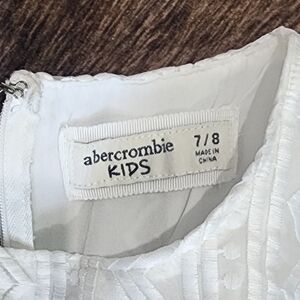 abercrombie
KIDS
7/8
MADE IN
CHINA